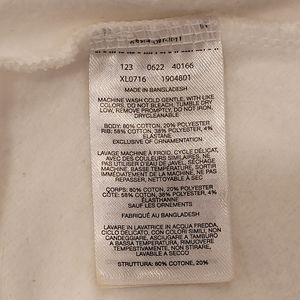 123 0622 40166
XL0716 1904801
MADE IN BANGLADESH
MACHINE WASH COLD GENTLE, WITH LIKE
COLORS, DO NOT BLEACH, TUMBLE DRY
LOW, REMOVE PROMPTLY, DO NOT IRON,
DRYCLEANABLE
BODY: 80% COTTON, 20% POLYESTER
RIB: 58% COTTON, 38% POLYESTER, 4%
ELASTANE
EXCLUSIVE OF ORNAMENTATION
LAVAGE MACHINE À FROID, CYCLE DÉLICAT,
AVEC DES COULEURS SIMILAIRES, NE
PAS UTILISER D'EAU DE JAVEL, SÉCHAGE
MACHINE BASSE TEMPÉRATURE,
IMMÉDIATEMENT DE LA MACHINE, NE PAS
REPASSER, NETTOYABLE À SEC
CORPS: 80% COTON, 20% POLYESTER
CÔTE: 58% COTON, 38% POLYESTER, 4%
ÉLASTHANNE
SAUF LES ORNEMENTS
FABRIQUÉ AU BANGLADESH
LAVARE IN LAVATRICE IN ACQUA FREDDA,
CICLO DELICATO, CON COLORI SIMILI, NON
CANDEGGIARE, ASCIUGARE A TAMBURO
A BASSA TEMPERATURA, RIMUOVERE
TEMPESTIVAMENTE, NON STIRARE,
LAVABILE A SECCO
STRUTTURA: 80% COTONE, 20%